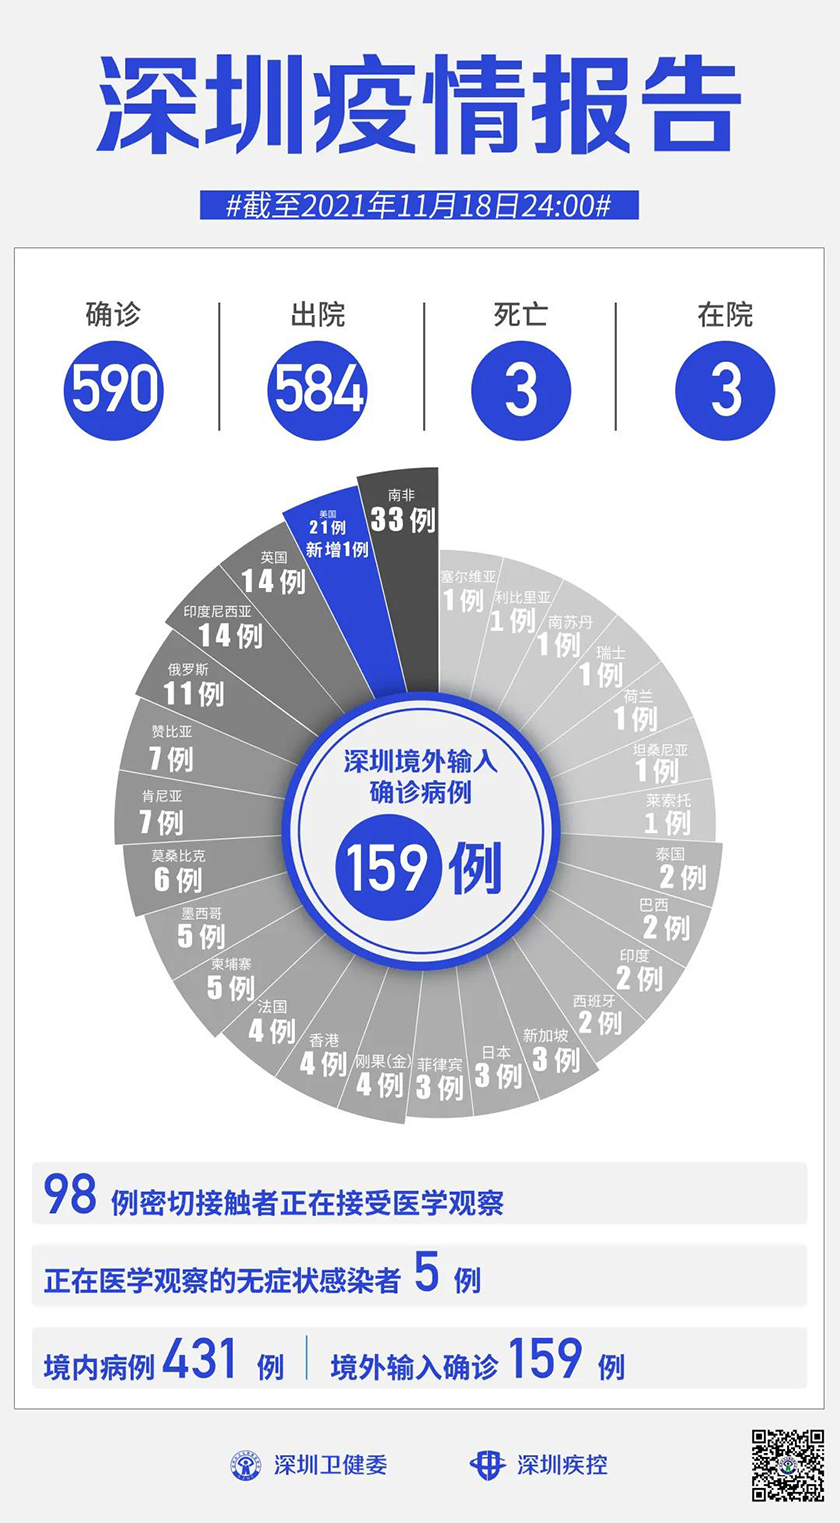 深圳疫情报告
#截至2021年11月18日24:00#
确诊
590
出院
584
死亡
3
在院
3
南非
33例
美国
21例
新增1例
英国
14例
印度尼西亚
14例
俄罗斯
11例
赞比亚
7例
肯尼亚
7例
莫桑比克
6例
墨西哥
5例
柬埔寨
5例
法国
4例
香港
4例
刚果(金)
4例
菲律宾
3例
日本
3例
新加坡
3例
西班牙
2例
印度
2例
巴西
2例
泰国
2例
莱索托
1例
坦桑尼亚
1例
荷兰
1例
瑞士
1例
南苏丹
1例
利比里亚
1例
塞尔维亚
1例
深圳境外输入
确诊病例
159例
98 例密切接触者正在接受医学观察
正在医学观察的无症状感染者 5 例
境内病例 431 例 境外输入确诊 159 例
深圳卫健委 深圳疾控